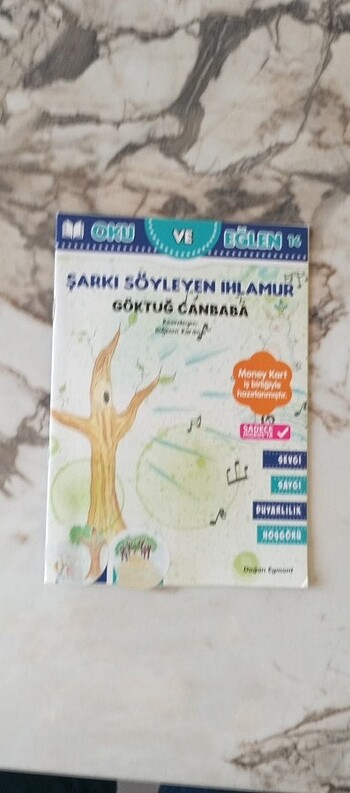 OKU VE EĞLEN 14
ŞARKI SÖYLEYEN IHLAMUR
GÖKTUĞ CANBABA
Money Kart
iş birliğiyle
hazırlanmıştır.
SADECE
SEVGİ
SAYGI
DUYARLILIK
HOŞGÖRÜ
Doğan Egmont